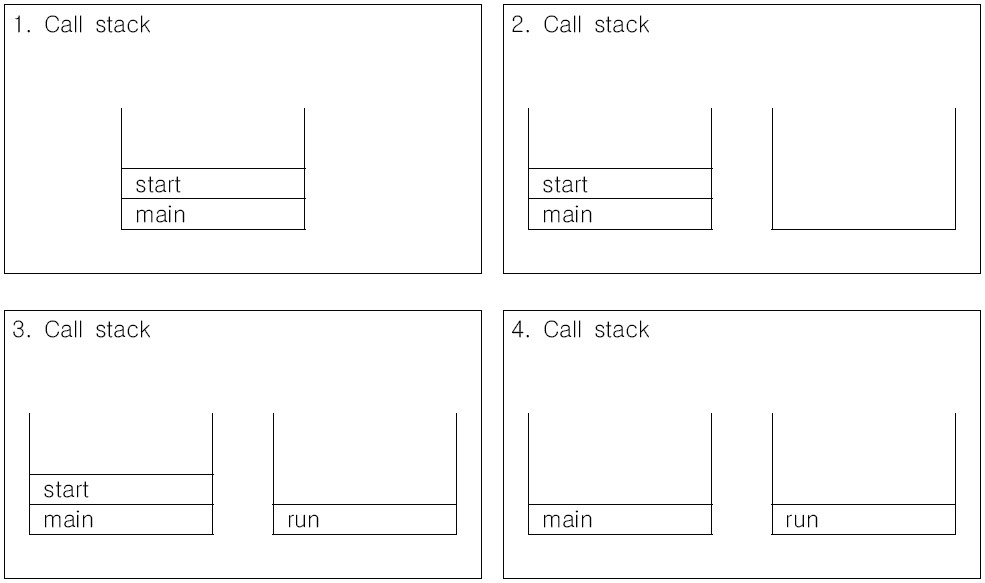 1. Call stack
start
main
2. Call stack
start
main
3. Call stack
start
main
run
4. Call stack
main
run